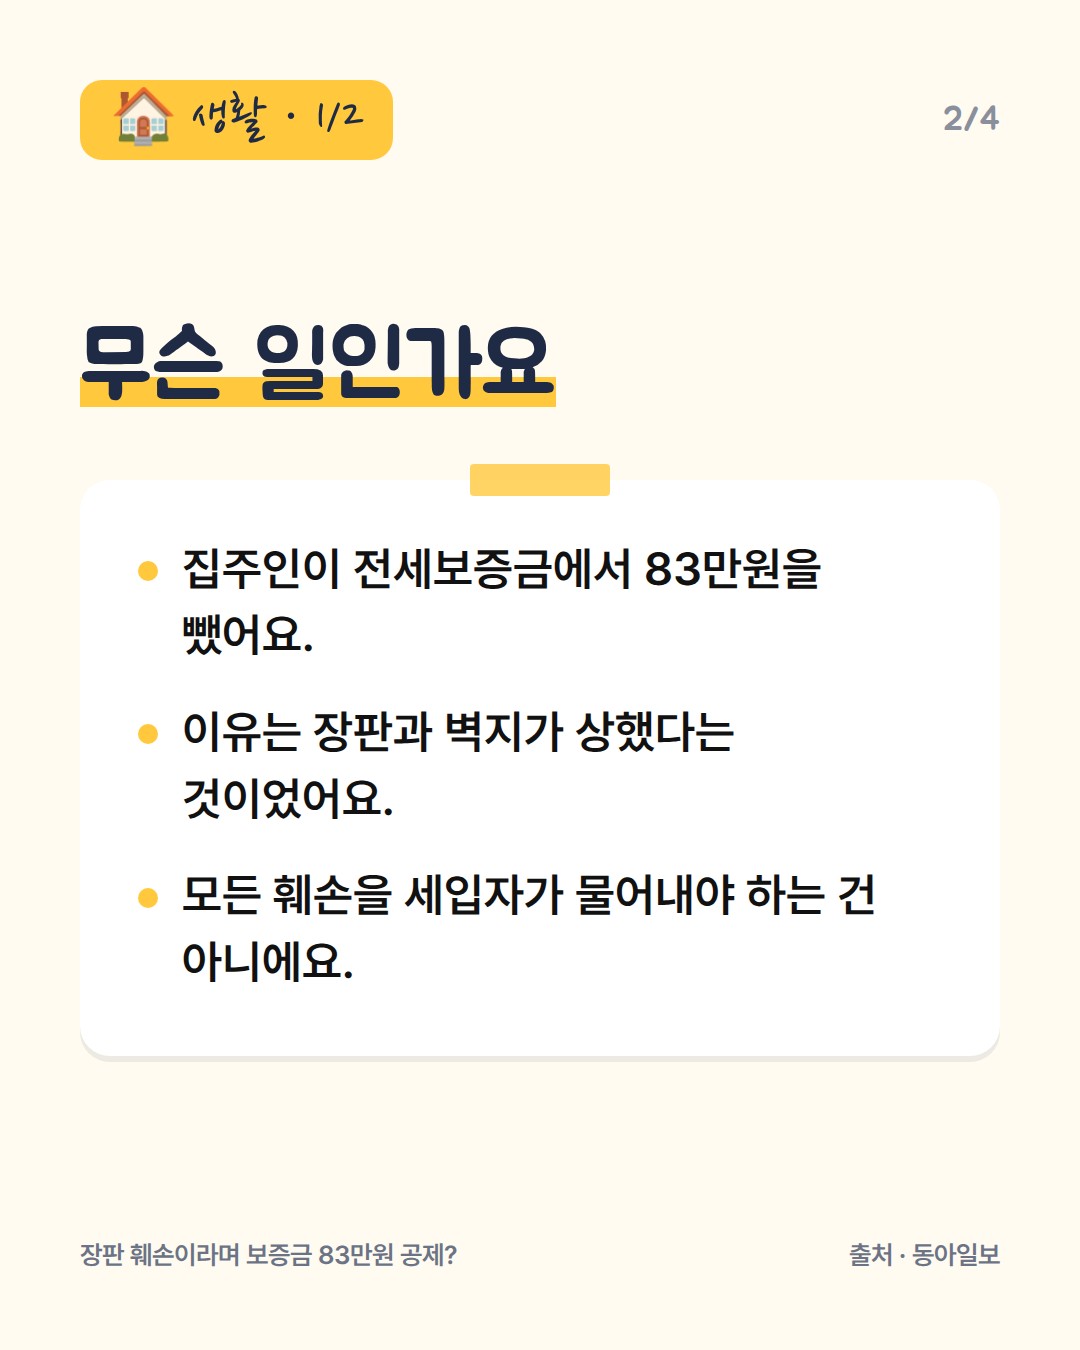 생활 · 1/2
2/4
무슨 일인가요
집주인이 전세보증금에서 83만원을
뺐어요.
이유는 장판과 벽지가 상했다는
것이었어요.
모든 훼손을 세입자가 물어내야 하는 건
아니에요.
장판 훼손이라며 보증금 83만원 공제?
출처 · 동아일보